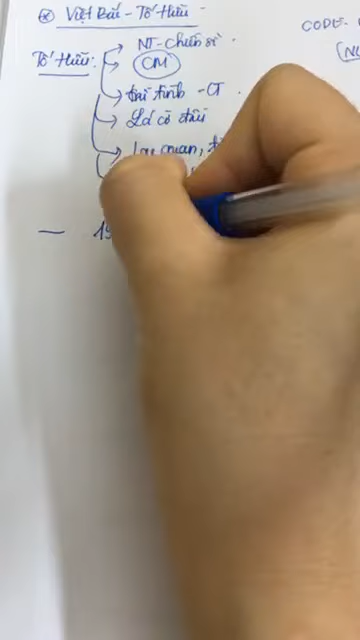 ⊛ Việt Bắc - Tố Hữu -
CODE-
Tố Hữu:
NT - chiến sĩ.
CM
trữ tình - CT.
Lá cờ đầu
Lạc quan,
— 19